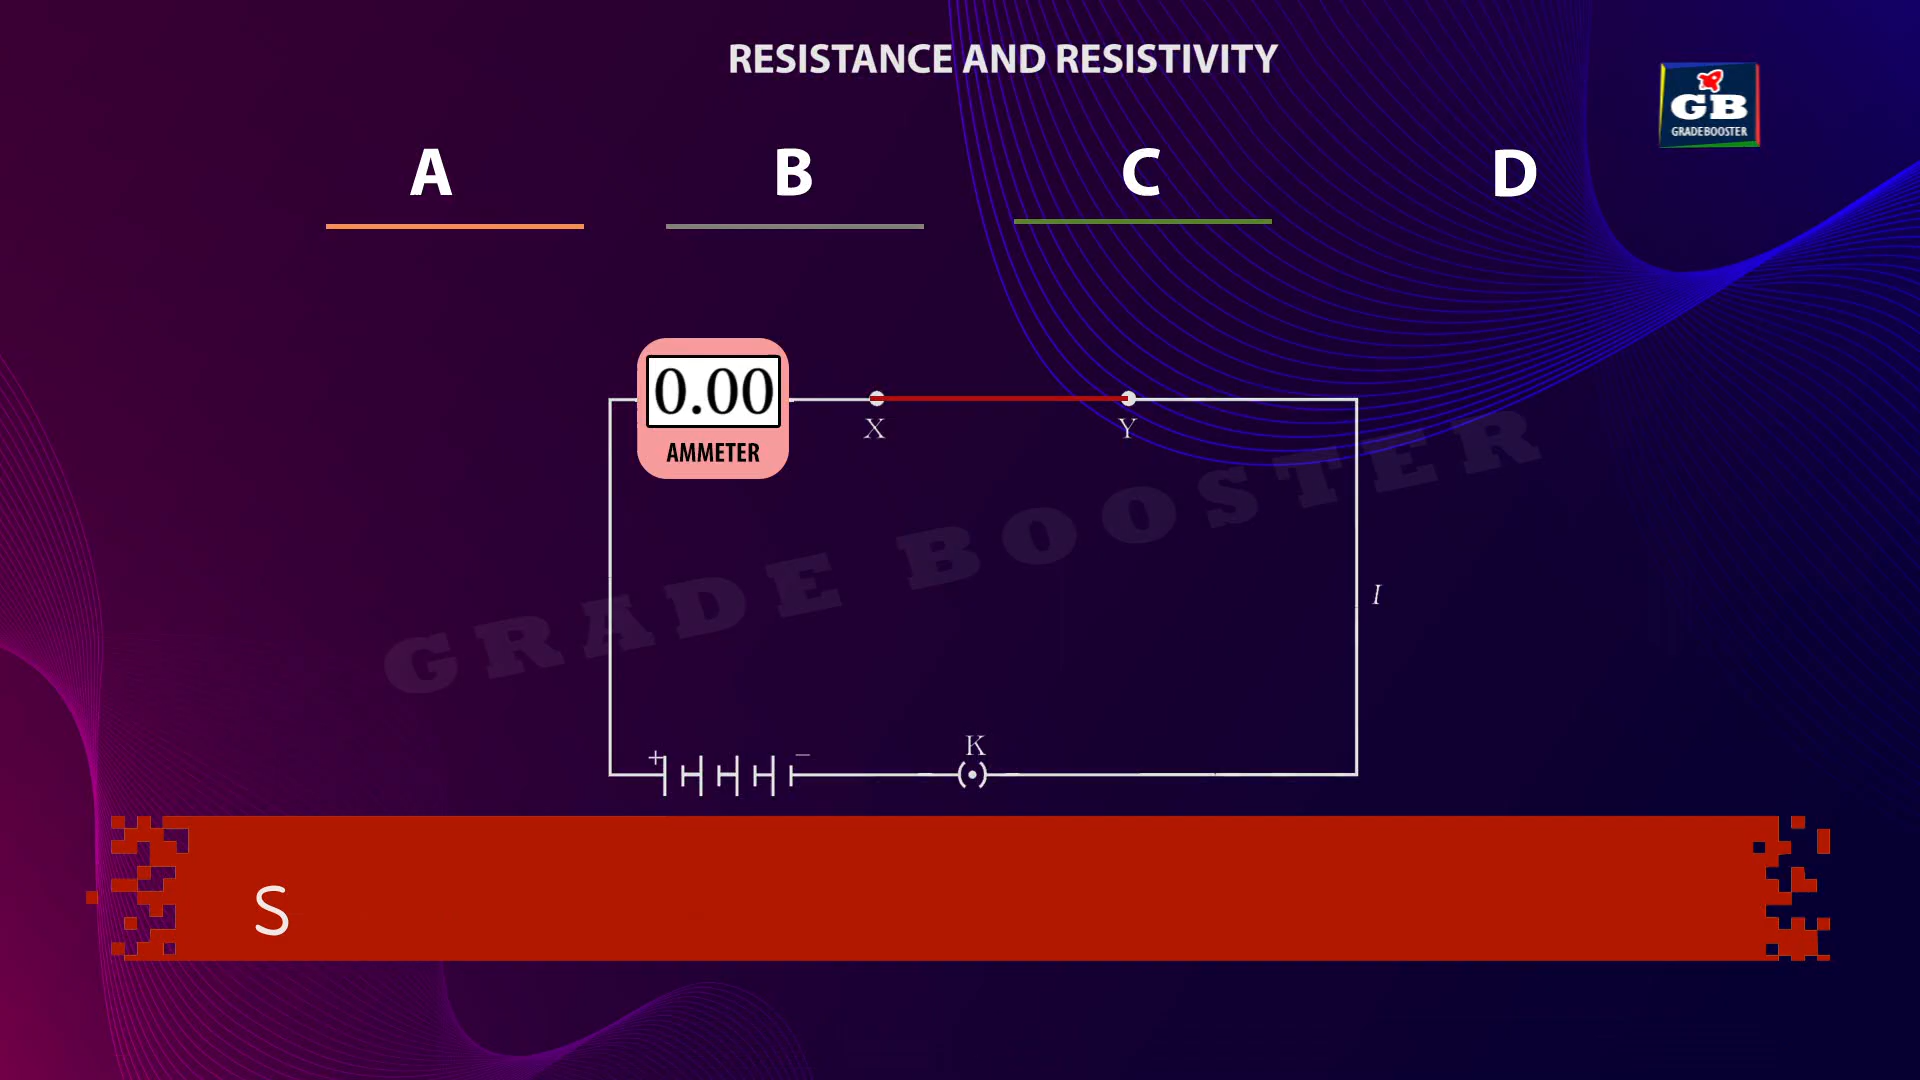 RESISTANCE AND RESISTIVITY
GB
GRADEBOOSTER
A B C D
0.00
AMMETER
X Y
GRADE BOOSTER
I
K
+ −
S